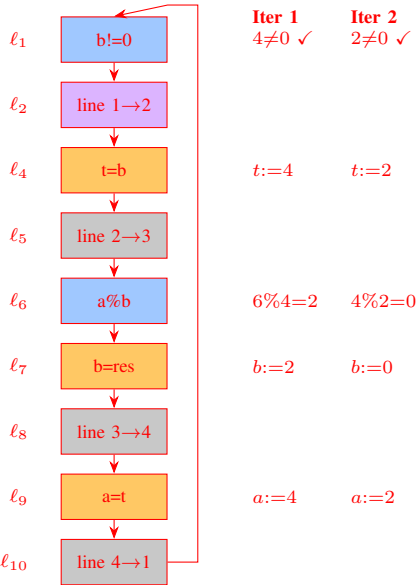 Iter 1 Iter 2
ℓ1 b!=0 4≠0 ✓ 2≠0 ✓
ℓ2 line 1→2
ℓ4 t=b t:=4 t:=2
ℓ5 line 2→3
ℓ6 a%b 6%4=2 4%2=0
ℓ7 b=res b:=2 b:=0
ℓ8 line 3→4
ℓ9 a=t a:=4 a:=2
ℓ10 line 4→1